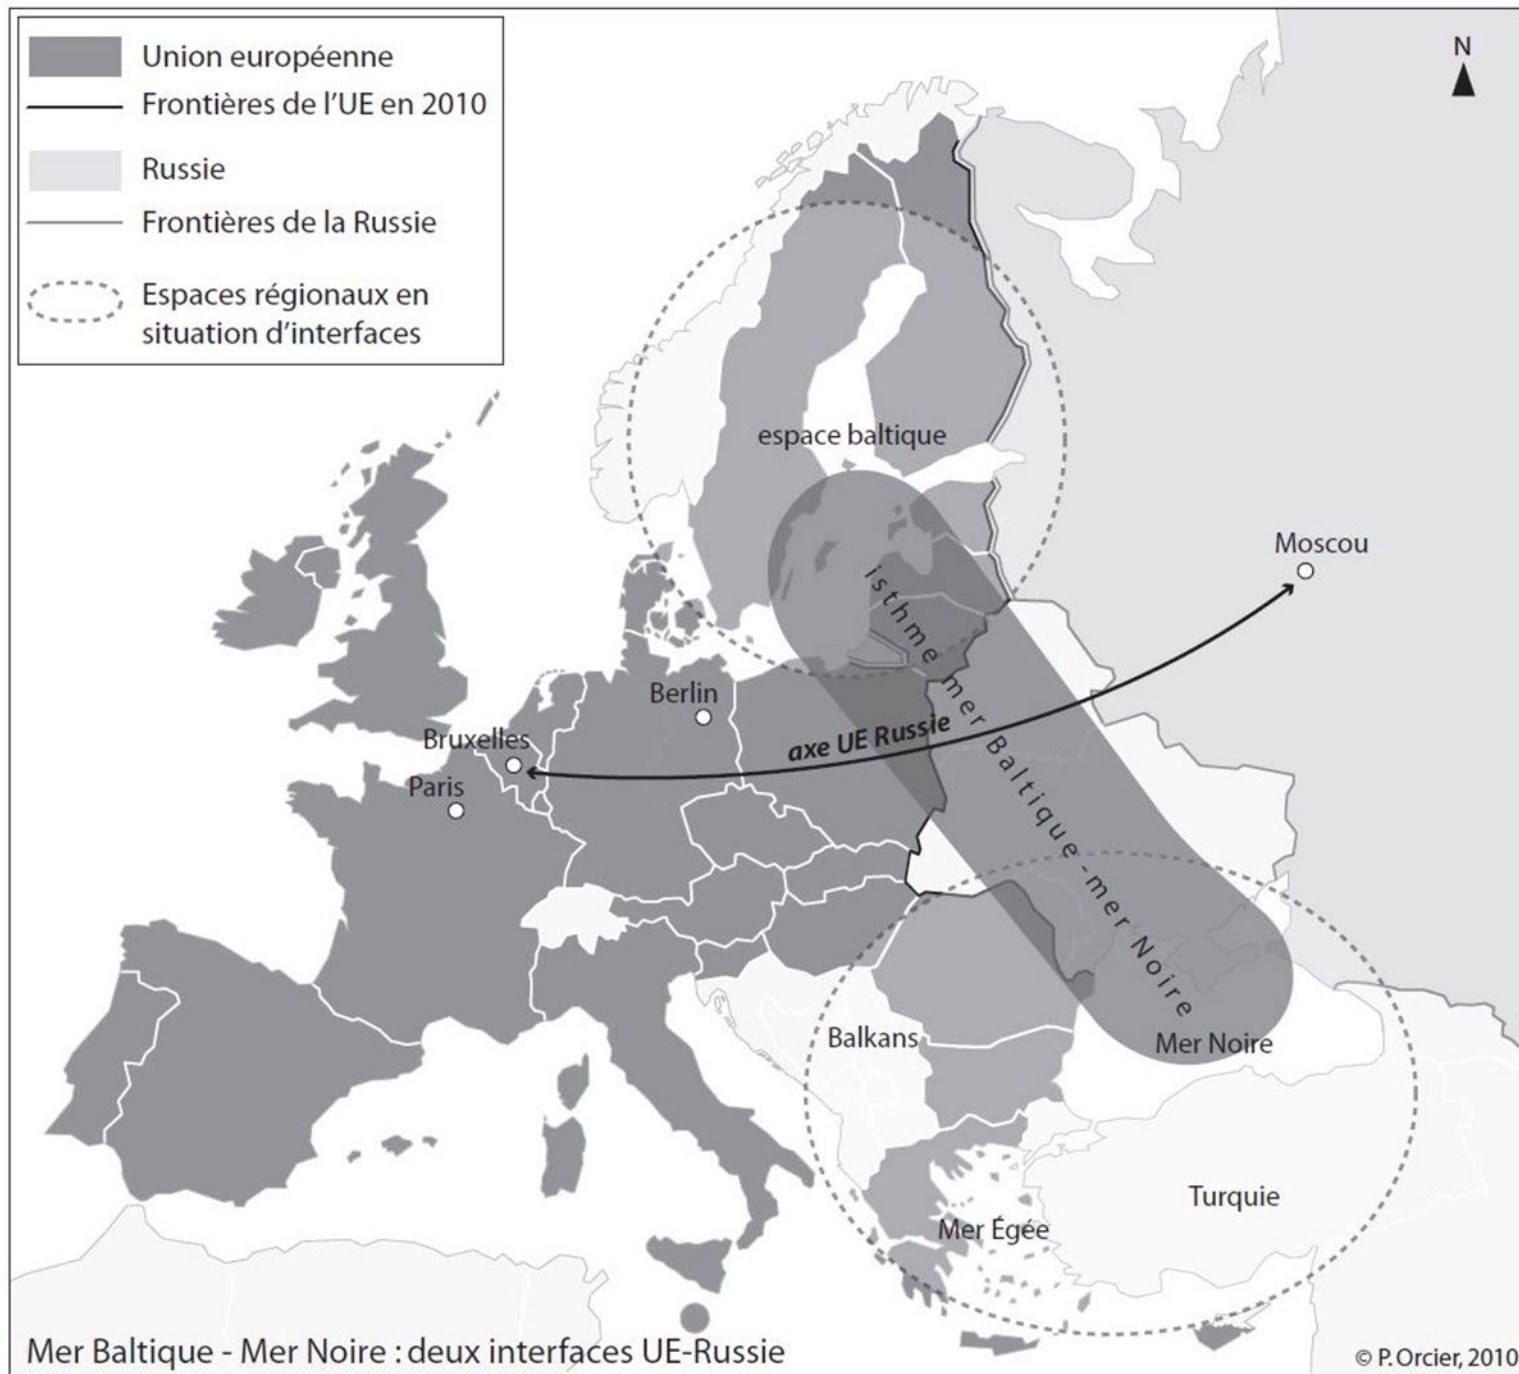 Union européenne
Frontières de l'UE en 2010
Russie
Frontières de la Russie
Espaces régionaux en
situation d'interfaces
N
espace baltique
Moscou
isthme mer Baltique - mer Noire
Berlin
axe UE Russie
Bruxelles
Paris
Balkans
Mer Noire
Turquie
Mer Égée
Mer Baltique - Mer Noire : deux interfaces UE-Russie
© P. Orcier, 2010